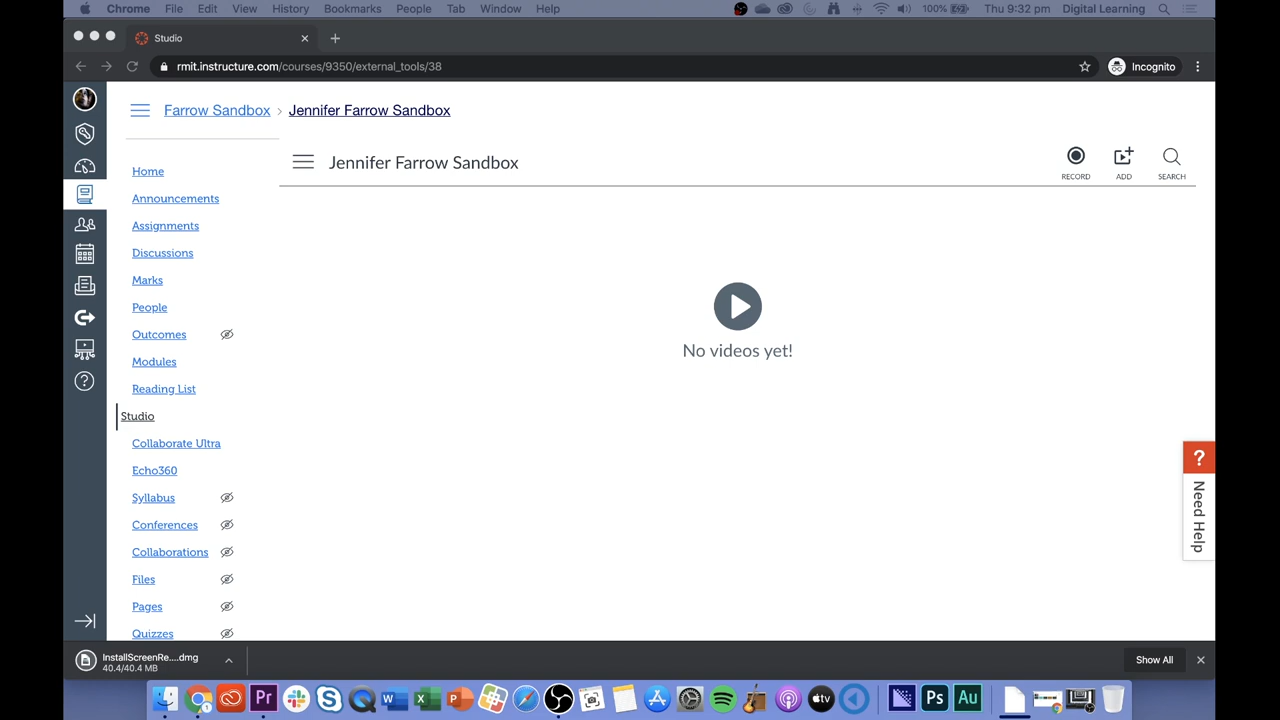 Chrome File Edit View History Bookmarks People Tab Window Help 100% Thu 9:32 pm Digital Learning
Studio
rmit.instructure.com/courses/9350/external_tools/38 Incognito
Farrow Sandbox > Jennifer Farrow Sandbox
Jennifer Farrow Sandbox
RECORD ADD SEARCH
Home
Announcements
Assignments
Discussions
Marks
People
Outcomes
Modules
Reading List
Studio
Collaborate Ultra
Echo360
Syllabus
Conferences
Collaborations
Files
Pages
Quizzes
No videos yet!
? Need Help
InstallScreenRe....dmg
40.4/40.4 MB
Show All
Pr W X P tv Ps Au